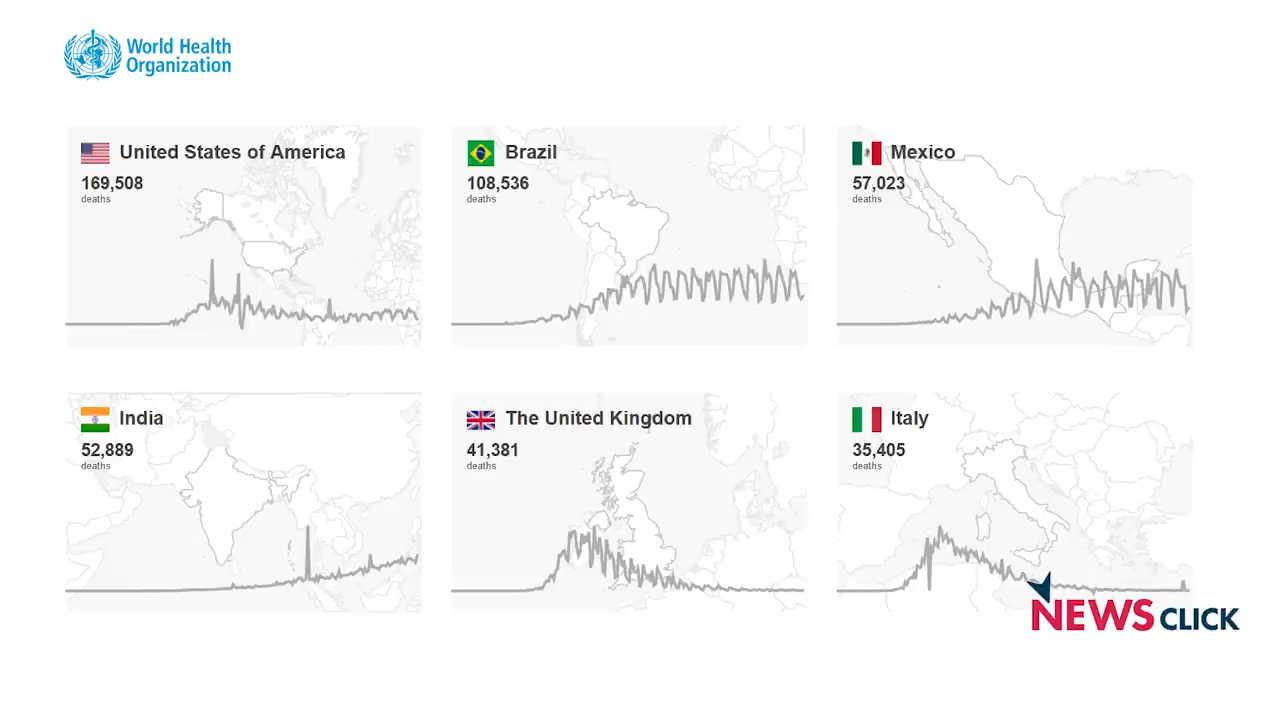 World Health
Organization
United States of America
169,508
deaths
Brazil
108,536
deaths
Mexico
57,023
deaths
India
52,889
deaths
The United Kingdom
41,381
deaths
Italy
35,405
deaths
NEWSCLICK